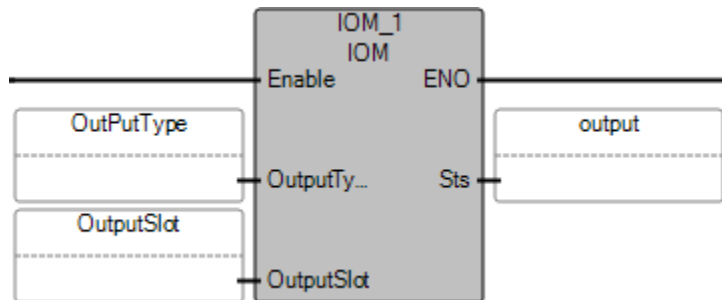 IOM_1
IOM
Enable ENO
OutPutType output
OutputTy... Sts
OutputSlot
OutputSlot